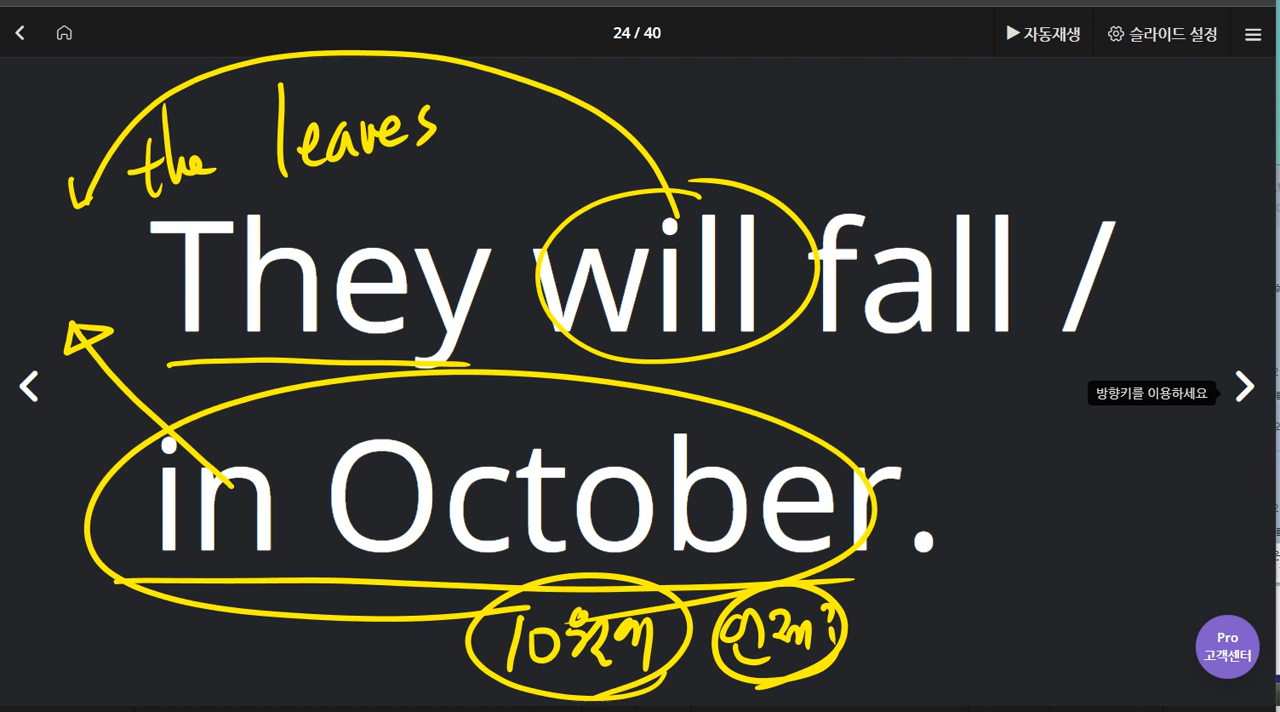 24 / 40
▶자동재생
슬라이드 설정
the leaves
They will fall /
방향키를 이용하세요
in October.
10월에
언제?
Pro
고객센터